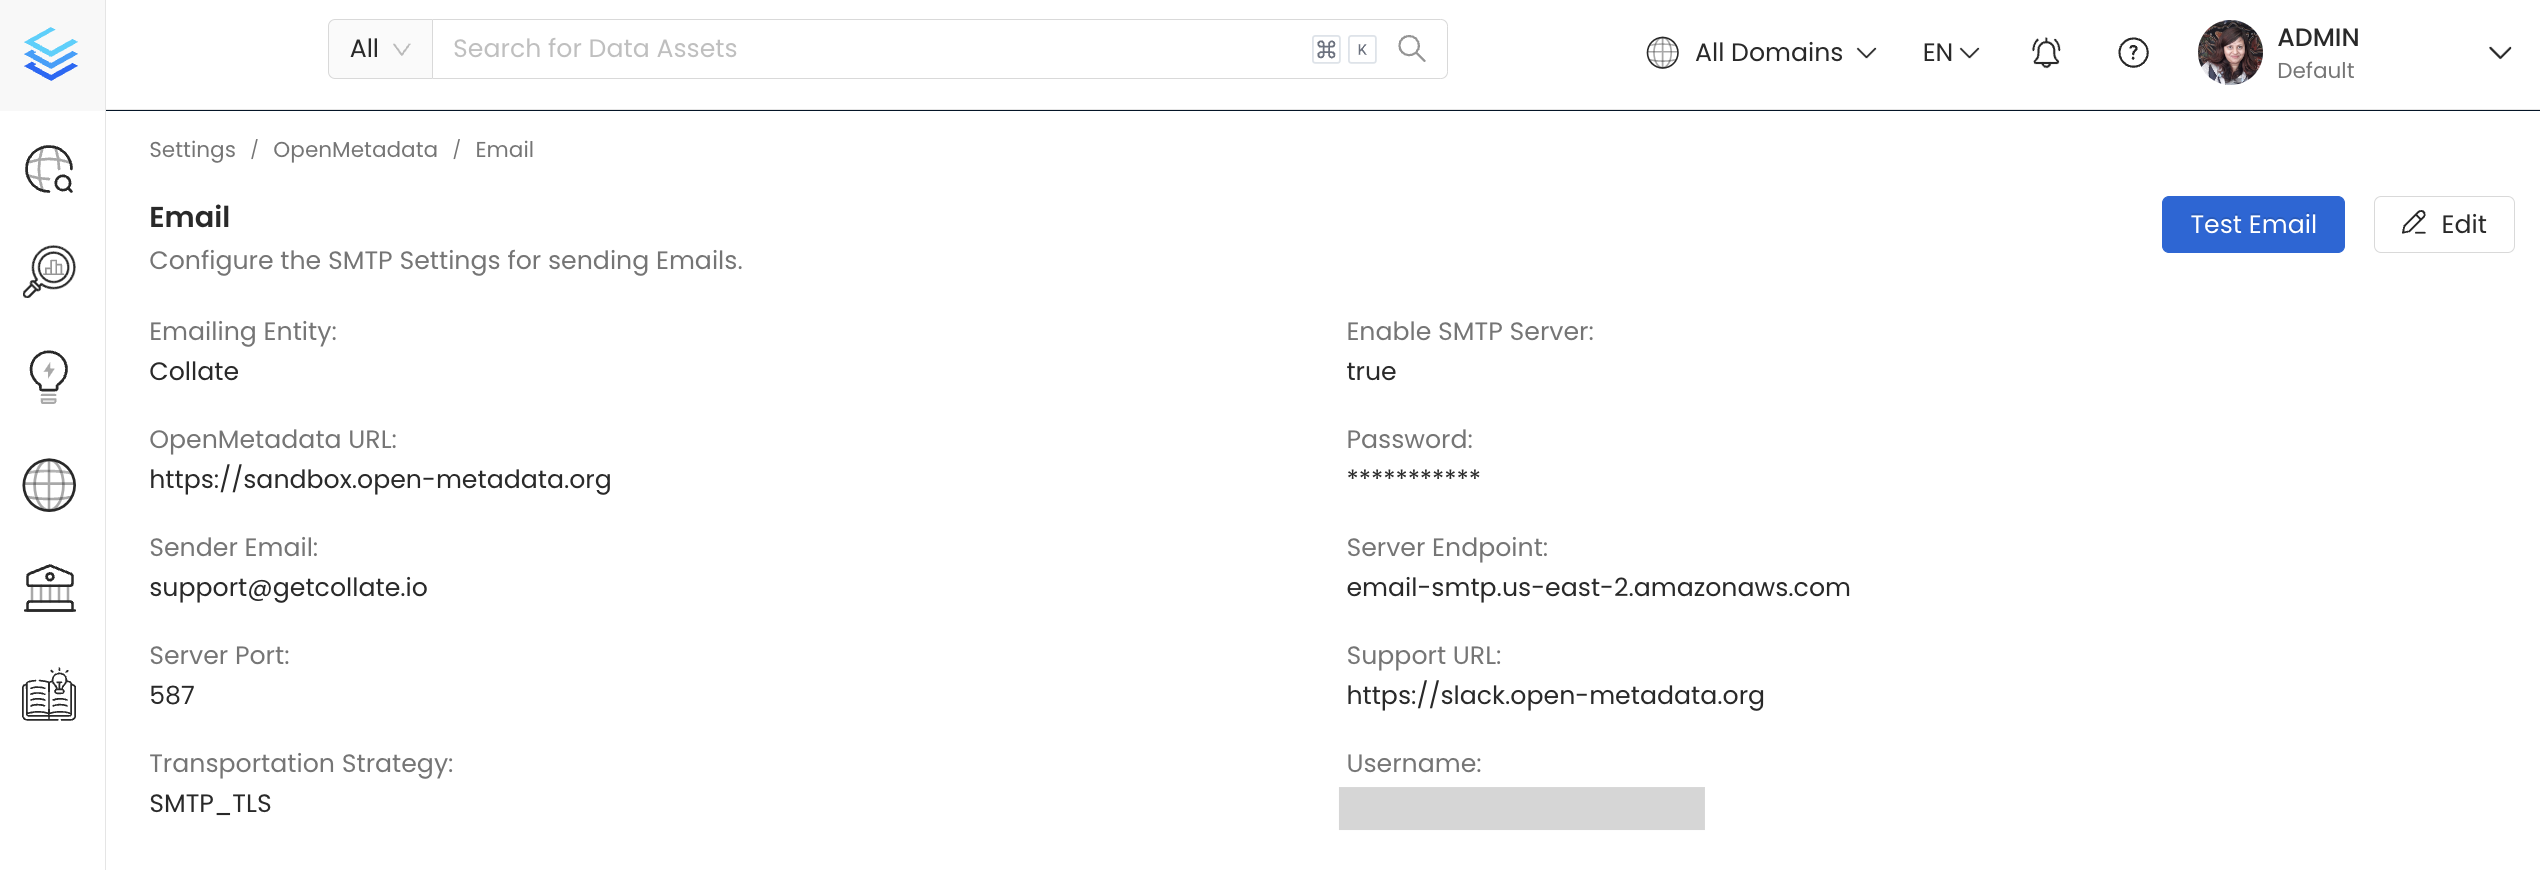 All
Search for Data Assets
⌘ K
All Domains
EN
?
ADMIN
Default
Settings / OpenMetadata / Email
Email
Configure the SMTP Settings for sending Emails.
Test Email
Edit
Emailing Entity:
Collate
Enable SMTP Server:
true
OpenMetadata URL:
https://sandbox.open-metadata.org
Password:
***********
Sender Email:
support@getcollate.io
Server Endpoint:
email-smtp.us-east-2.amazonaws.com
Server Port:
587
Support URL:
https://slack.open-metadata.org
Transportation Strategy:
SMTP_TLS
Username: